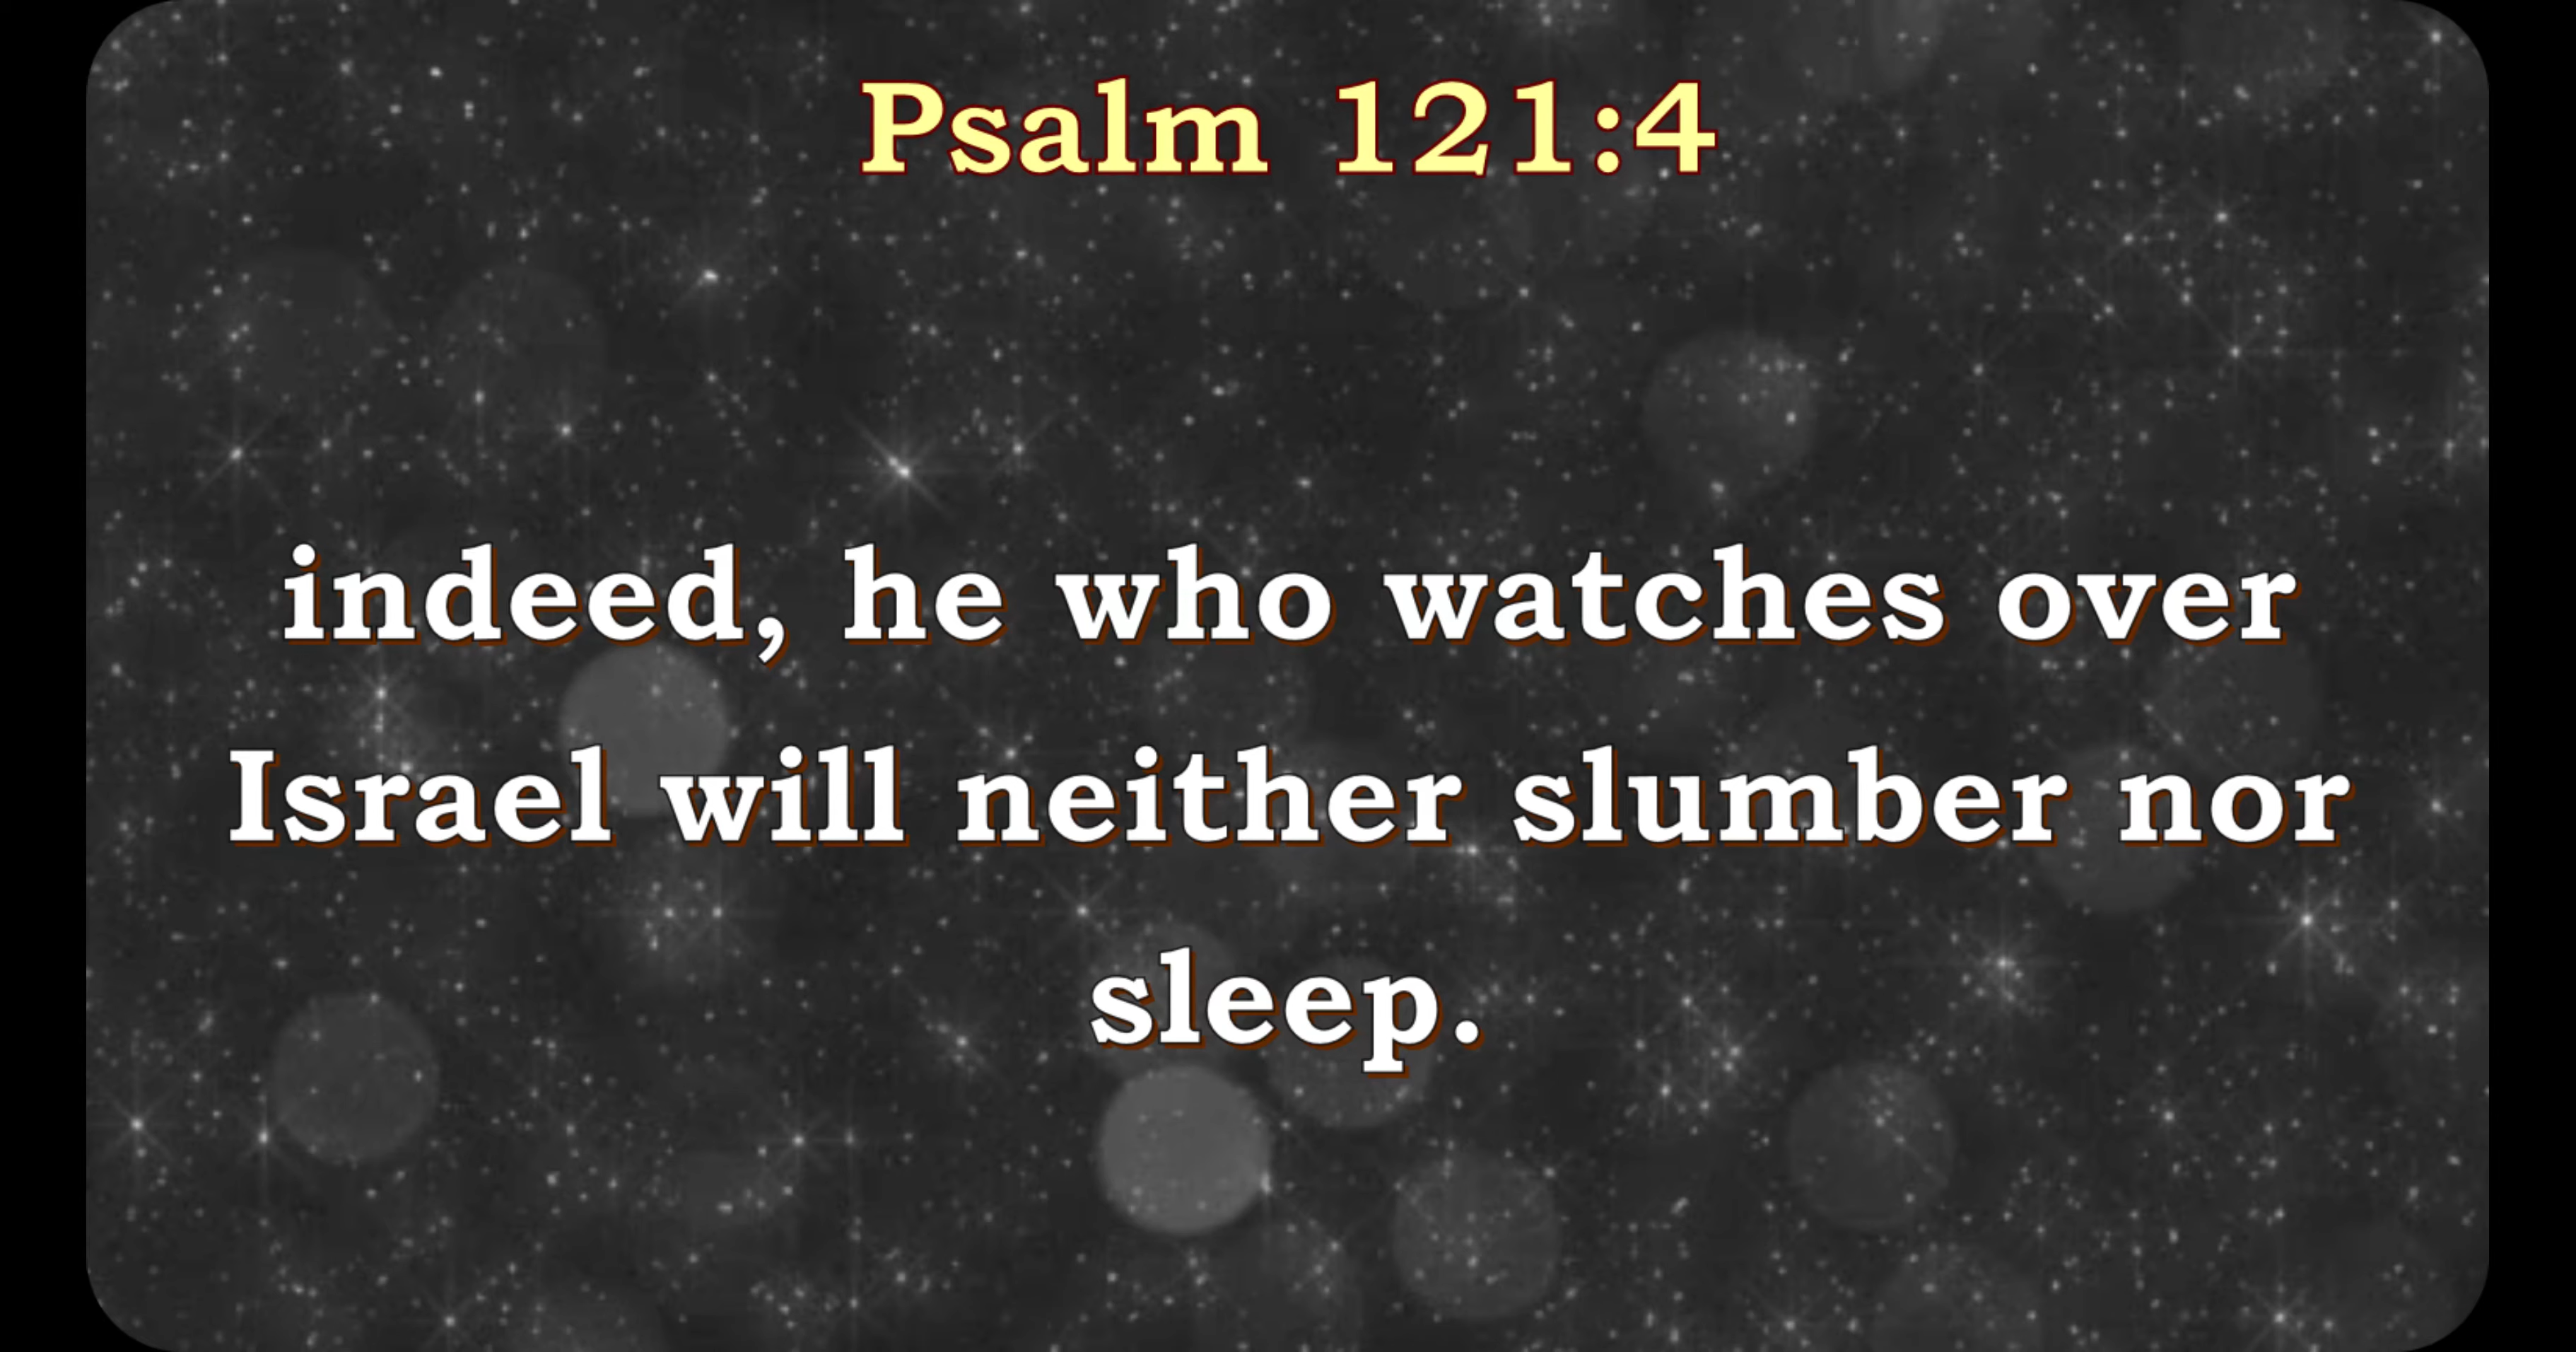 Psalm 121:4
indeed, he who watches over
Israel will neither slumber nor
sleep.